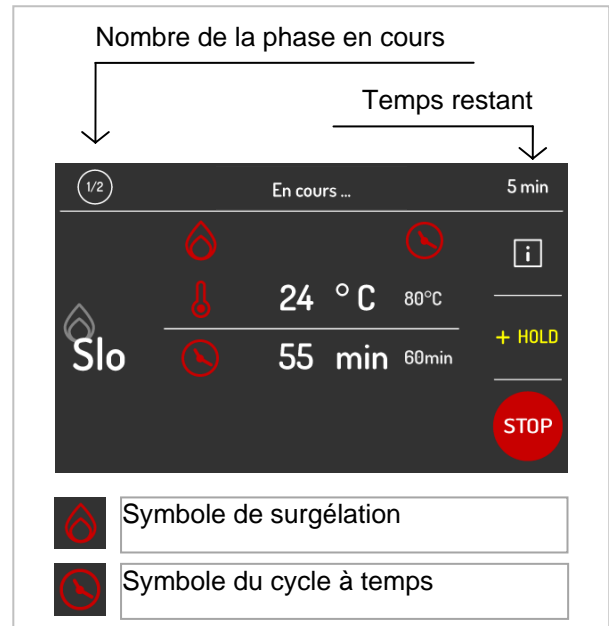 Nombre de la phase en cours
Temps restant
1/2
En cours ...
5 min
i
24 °C 80°C
+ HOLD
Slo
55 min 60min
STOP
Symbole de surgélation
Symbole du cycle à temps